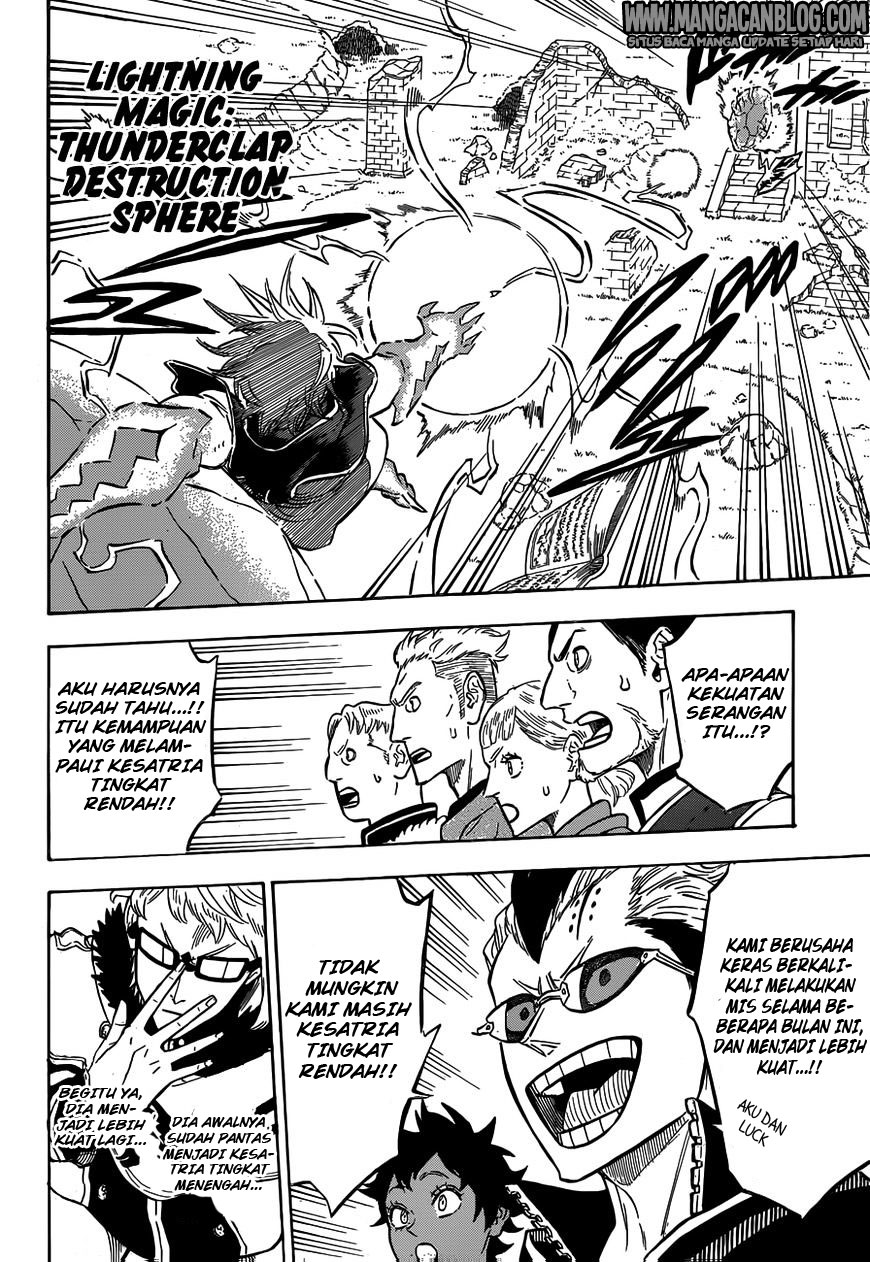 WWW.MANGACANBLOG.COM
SITUS BACA MANGA UPDATE SETIAP HARI
LIGHTNING
MAGIC:
THUNDERCLAP
DESTRUCTION
SPHERE
APA-APAAN
KEKUATAN
SERANGAN
ITU...!?
AKU HARUSNYA
SUDAH TAHU...!!
ITU KEMAMPUAN
YANG MELAM-
PAUI KESATRIA
TINGKAT
RENDAH!!
KAMI BERUSAHA
KERAS BERKALI-
KALI MELAKUKAN
MIS SELAMA BE-
BERAPA BULAN INI,
DAN MENJADI LEBIH
KUAT...!!
AKU DAN
LUCK
TIDAK
MUNGKIN
KAMI MASIH
KESATRIA
TINGKAT
RENDAH!!
BEGITU YA,
DIA MEN-
JADI LEBIH
KUAT LAGI...
DIA AWALNYA
SUDAH PANTAS
MENJADI KESA-
TRIA TINGKAT
MENENGAH...